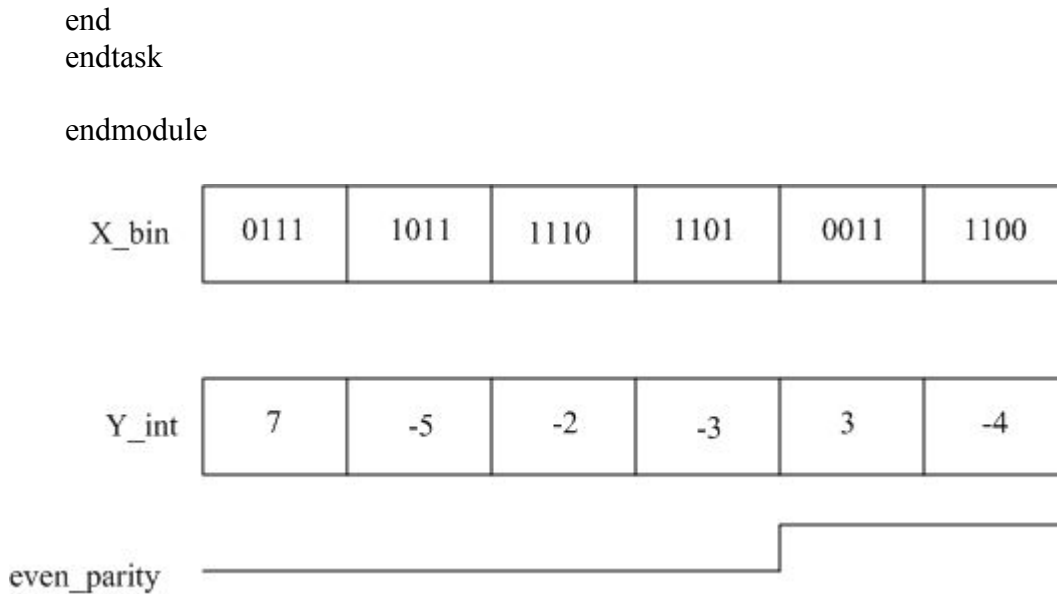 end
endtask
endmodule
X_bin 0111 1011 1110 1101 0011 1100
Y_int 7 -5 -2 -3 3 -4
even_parity